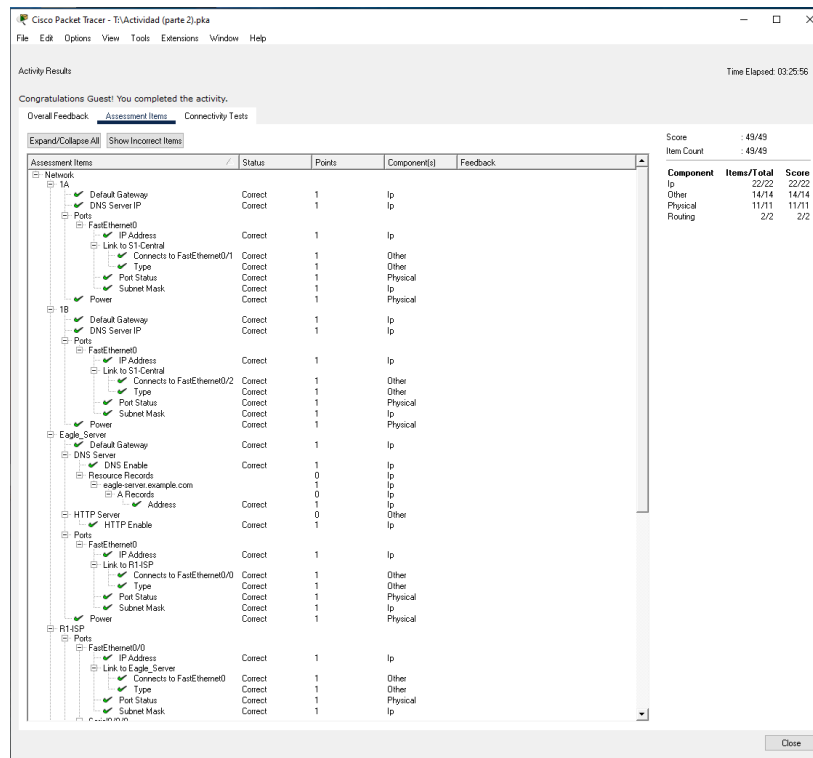 Cisco Packet Tracer - T:\Actividad (parte 2).pka
File Edit Options View Tools Extensions Window Help
Activity Results
Time Elapsed: 03:25:56
Congratulations Guest! You completed the activity.
Overall Feedback Assessment Items Connectivity Tests
Expand/Collapse All Show Incorrect Items
Score : 49/49
Item Count : 49/49
Component Items/Total Score
Ip 22/22 22/22
Other 14/14 14/14
Physical 11/11 11/11
Routing 2/2 2/2
Assessment Items Status Points Component(s) Feedback
Network
1A
Default Gateway Correct 1 Ip
DNS Server IP Correct 1 Ip
Ports
FastEthernet0
IP Address Correct 1 Ip
Link to S1-Central
Connects to FastEthernet0/1 Correct 1 Other
Type Correct 1 Other
Port Status Correct 1 Physical
Subnet Mask Correct 1 Ip
Power Correct 1 Physical
1B
Default Gateway Correct 1 Ip
DNS Server IP Correct 1 Ip
Ports
FastEthernet0
IP Address Correct 1 Ip
Link to S1-Central
Connects to FastEthernet0/2 Correct 1 Other
Type Correct 1 Other
Port Status Correct 1 Physical
Subnet Mask Correct 1 Ip
Power Correct 1 Physical
Eagle_Server
Default Gateway Correct 1 Ip
DNS Server
DNS Enable Correct 1 Ip
Resource Records 0 Ip
eagle-server.example.com 1 Ip
A Records 0 Ip
Address Correct 1 Ip
HTTP Server 0 Other
HTTP Enable Correct 1 Ip
Ports
FastEthernet0
IP Address Correct 1 Ip
Link to R1-ISP
Connects to FastEthernet0/0 Correct 1 Other
Type Correct 1 Other
Port Status Correct 1 Physical
Subnet Mask Correct 1 Ip
Power Correct 1 Physical
R1-ISP
Ports
FastEthernet0/0
IP Address Correct 1 Ip
Link to Eagle_Server
Connects to FastEthernet0 Correct 1 Other
Type Correct 1 Other
Port Status Correct 1 Physical
Subnet Mask Correct 1 Ip
Close